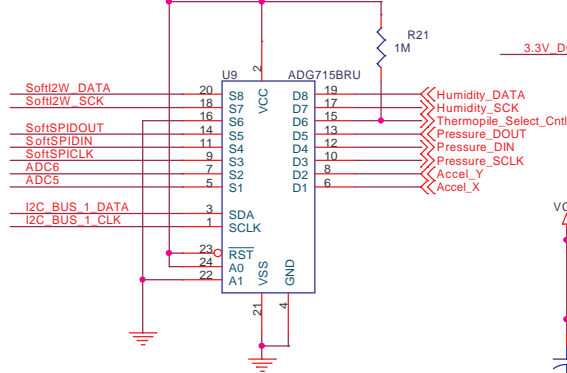 R21
1M
3.3V_D
U9
ADG715BRU
2
VCC
SoftI2W_DATA 20 S8 D8 19 Humidity_DATA
SoftI2W_SCK 18 S7 D7 17 Humidity_SCK
16 S6 D6 15 Thermopile_Select_Cntl
SoftSPIDOUT 14 S5 D5 13 Pressure_DOUT
SoftSPIDIN 11 S4 D4 12 Pressure_DIN
SoftSPICLK 9 S3 D3 10 Pressure_SCLK
ADC6 7 S2 D2 8 Accel_Y
ADC5 5 S1 D1 6 Accel_X
I2C_BUS_1_DATA 3 SDA
I2C_BUS_1_CLK 1 SCLK
VC
23 RST
24 A0
22 A1
VSS GND
21 4